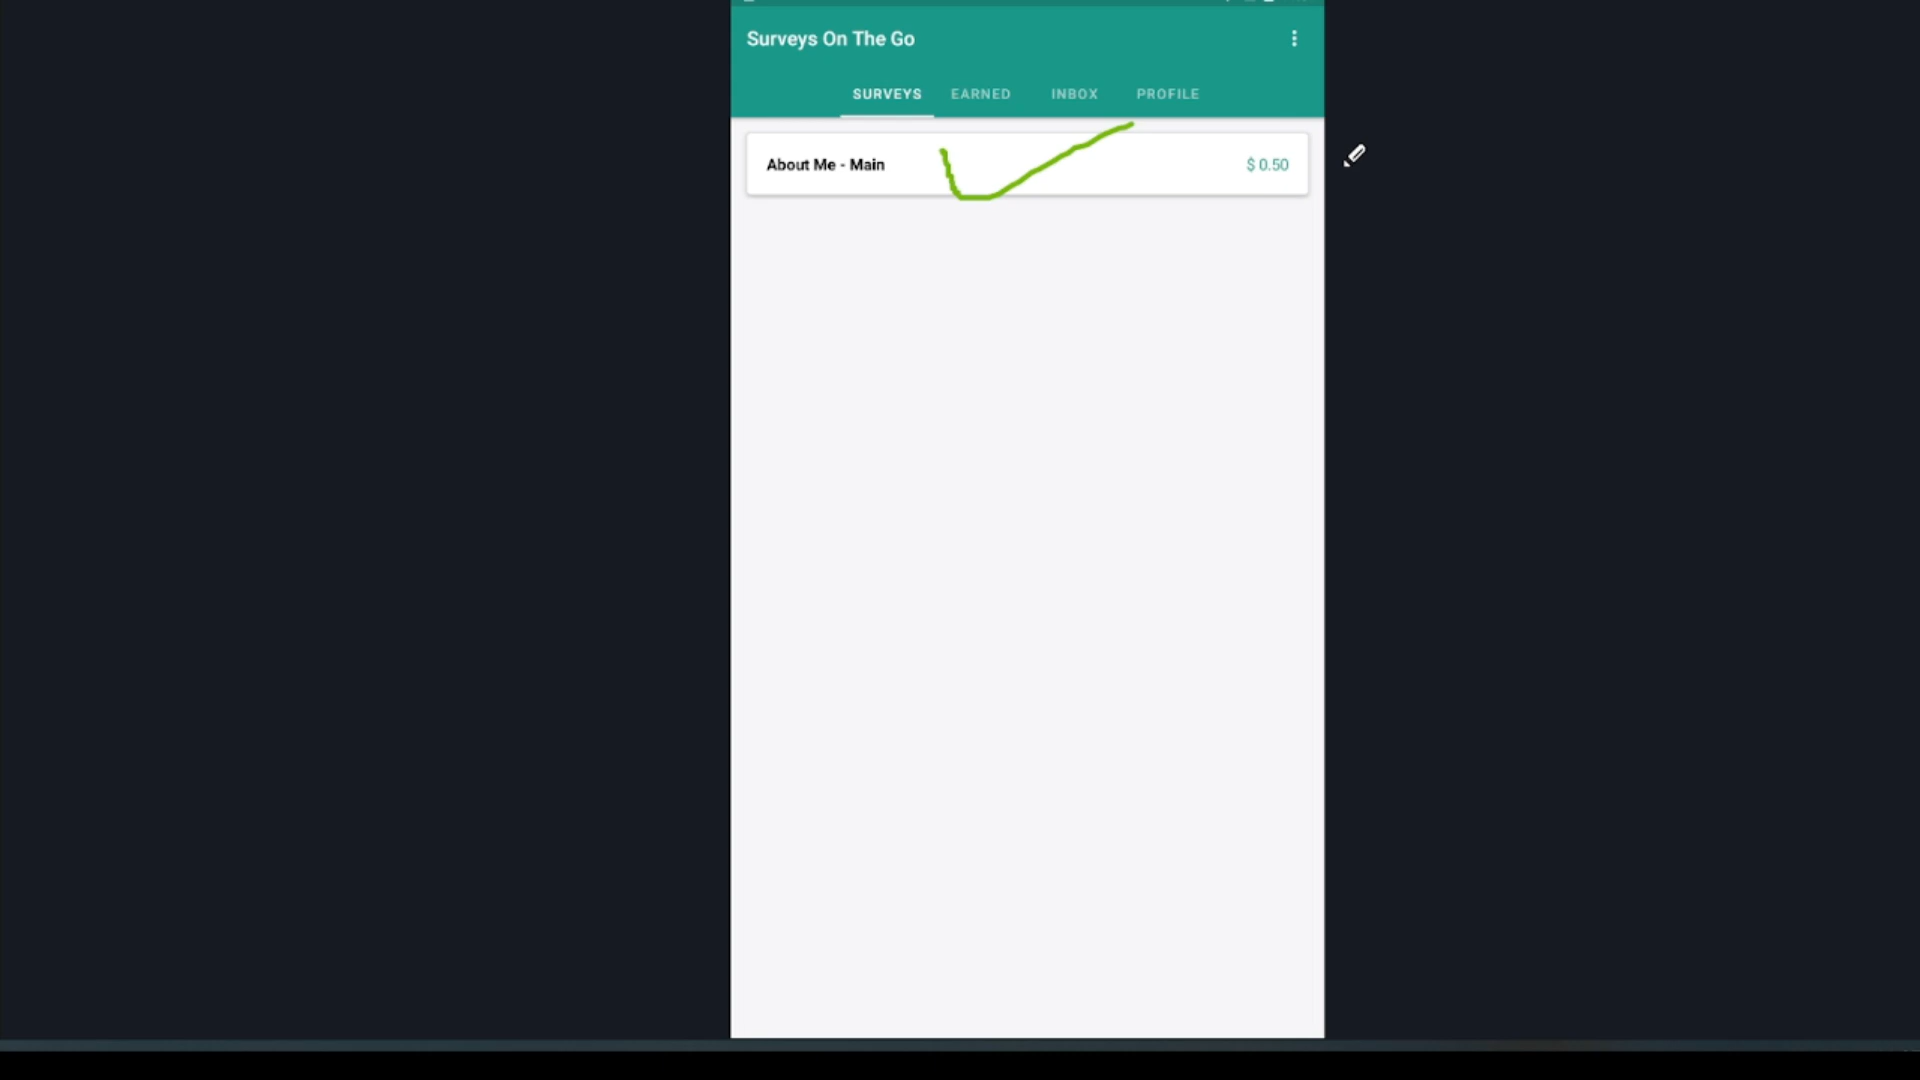 Surveys On The Go
SURVEYS EARNED INBOX PROFILE
About Me - Main $ 0.50